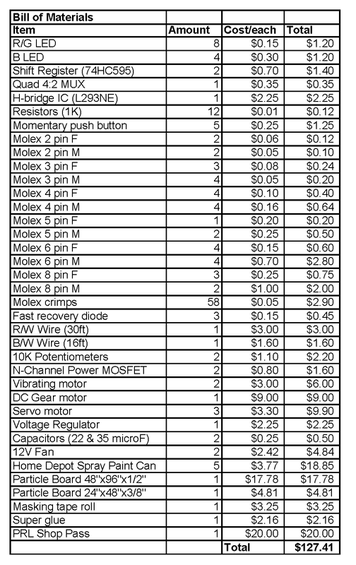 Bill of Materials
Item Amount Cost/each Total
R/G LED 8 $0.15 $1.20
B LED 4 $0.30 $1.20
Shift Register (74HC595) 2 $0.70 $1.40
Quad 4:2 MUX 1 $0.35 $0.35
H-bridge IC (L293NE) 1 $2.25 $2.25
Resistors (1K) 12 $0.01 $0.12
Momentary push button 5 $0.25 $1.25
Molex 2 pin F 2 $0.06 $0.12
Molex 2 pin M 2 $0.05 $0.10
Molex 3 pin F 3 $0.08 $0.24
Molex 3 pin M 4 $0.05 $0.20
Molex 4 pin F 4 $0.10 $0.40
Molex 4 pin M 4 $0.16 $0.64
Molex 5 pin F 1 $0.20 $0.20
Molex 5 pin M 2 $0.25 $0.50
Molex 6 pin F 4 $0.15 $0.60
Molex 6 pin M 4 $0.70 $2.80
Molex 8 pin F 3 $0.25 $0.75
Molex 8 pin M 2 $1.00 $2.00
Molex crimps 58 $0.05 $2.90
Fast recovery diode 3 $0.15 $0.45
R/W Wire (30ft) 1 $3.00 $3.00
B/W Wire (16ft) 1 $1.60 $1.60
10K Potentiometers 2 $1.10 $2.20
N-Channel Power MOSFET 2 $0.80 $1.60
Vibrating motor 2 $3.00 $6.00
DC Gear motor 1 $9.00 $9.00
Servo motor 3 $3.30 $9.90
Voltage Regulator 1 $2.25 $2.25
Capacitors (22 & 35 microF) 2 $0.25 $0.50
12V Fan 2 $2.42 $4.84
Home Depot Spray Paint Can 5 $3.77 $18.85
Particle Board 48"x96"x1/2" 1 $17.78 $17.78
Particle Board 24"x48"x3/8" 1 $4.81 $4.81
Masking tape roll 1 $3.25 $3.25
Super glue 1 $2.16 $2.16
PRL Shop Pass 1 $20.00 $20.00
Total $127.41